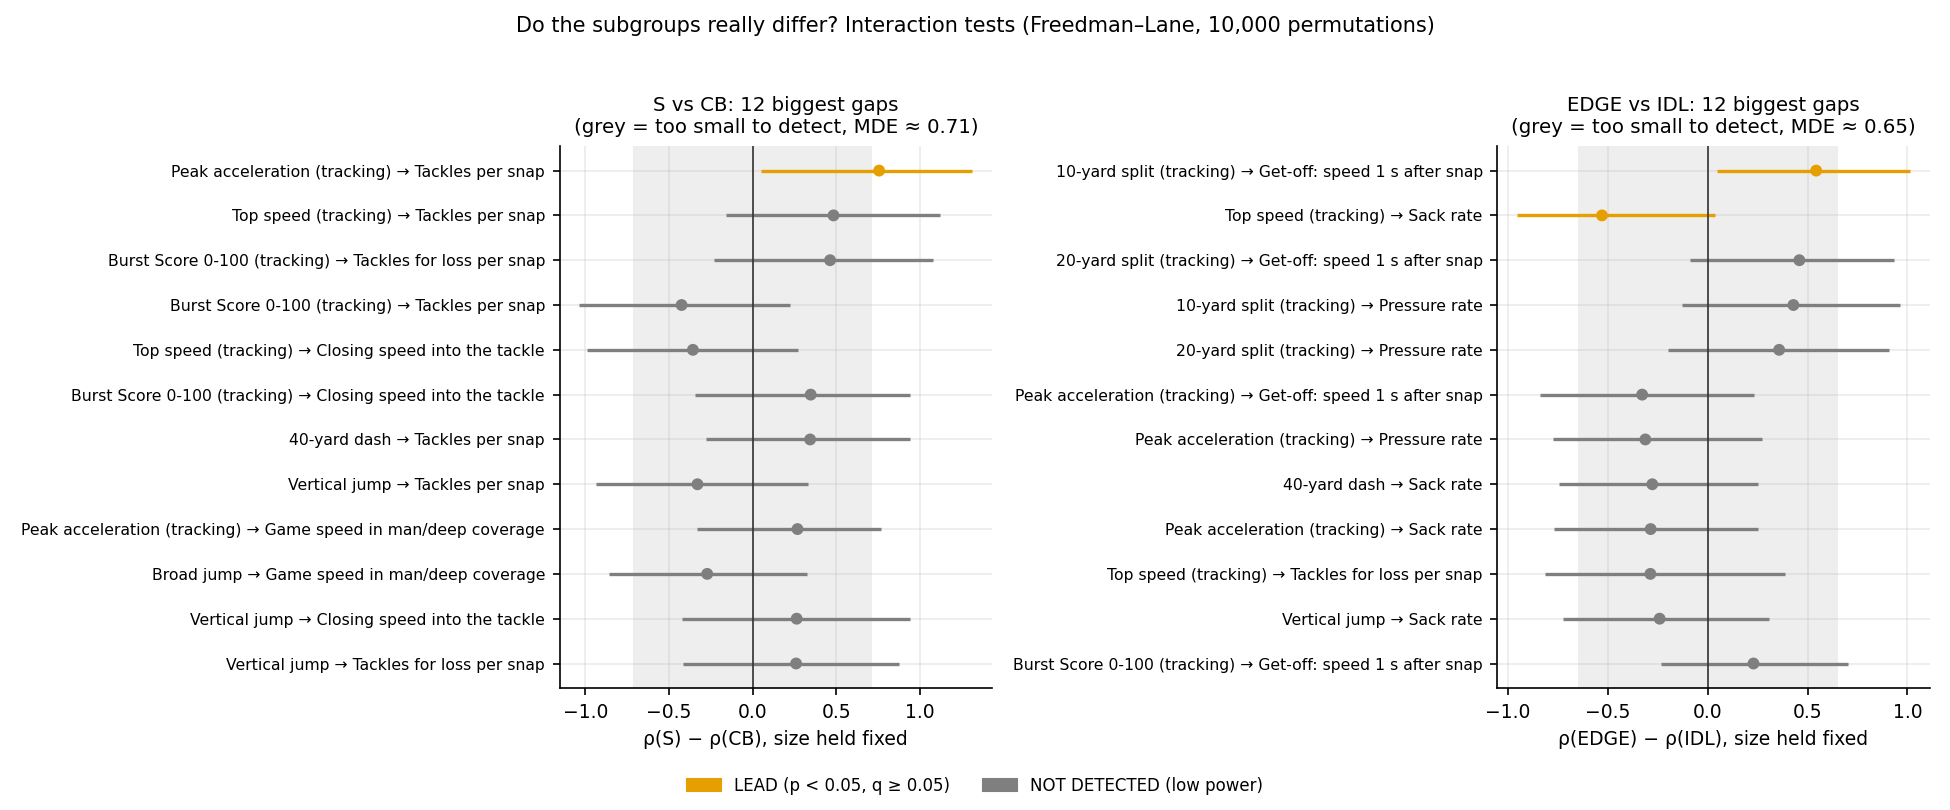 Do the subgroups really differ? Interaction tests (Freedman–Lane, 10,000 permutations)
S vs CB: 12 biggest gaps
(grey = too small to detect, MDE ≈ 0.71)
Peak acceleration (tracking) → Tackles per snap
Top speed (tracking) → Tackles per snap
Burst Score 0-100 (tracking) → Tackles for loss per snap
Burst Score 0-100 (tracking) → Tackles per snap
Top speed (tracking) → Closing speed into the tackle
Burst Score 0-100 (tracking) → Closing speed into the tackle
40-yard dash → Tackles per snap
Vertical jump → Tackles per snap
Peak acceleration (tracking) → Game speed in man/deep coverage
Broad jump → Game speed in man/deep coverage
Vertical jump → Closing speed into the tackle
Vertical jump → Tackles for loss per snap
−1.0 −0.5 0.0 0.5 1.0
ρ(S) − ρ(CB), size held fixed
EDGE vs IDL: 12 biggest gaps
(grey = too small to detect, MDE ≈ 0.65)
10-yard split (tracking) → Get-off: speed 1 s after snap
Top speed (tracking) → Sack rate
20-yard split (tracking) → Get-off: speed 1 s after snap
10-yard split (tracking) → Pressure rate
20-yard split (tracking) → Pressure rate
Peak acceleration (tracking) → Get-off: speed 1 s after snap
Peak acceleration (tracking) → Pressure rate
40-yard dash → Sack rate
Peak acceleration (tracking) → Sack rate
Top speed (tracking) → Tackles for loss per snap
Vertical jump → Sack rate
Burst Score 0-100 (tracking) → Get-off: speed 1 s after snap
−1.0 −0.5 0.0 0.5 1.0
ρ(EDGE) − ρ(IDL), size held fixed
LEAD (p < 0.05, q ≥ 0.05)
NOT DETECTED (low power)